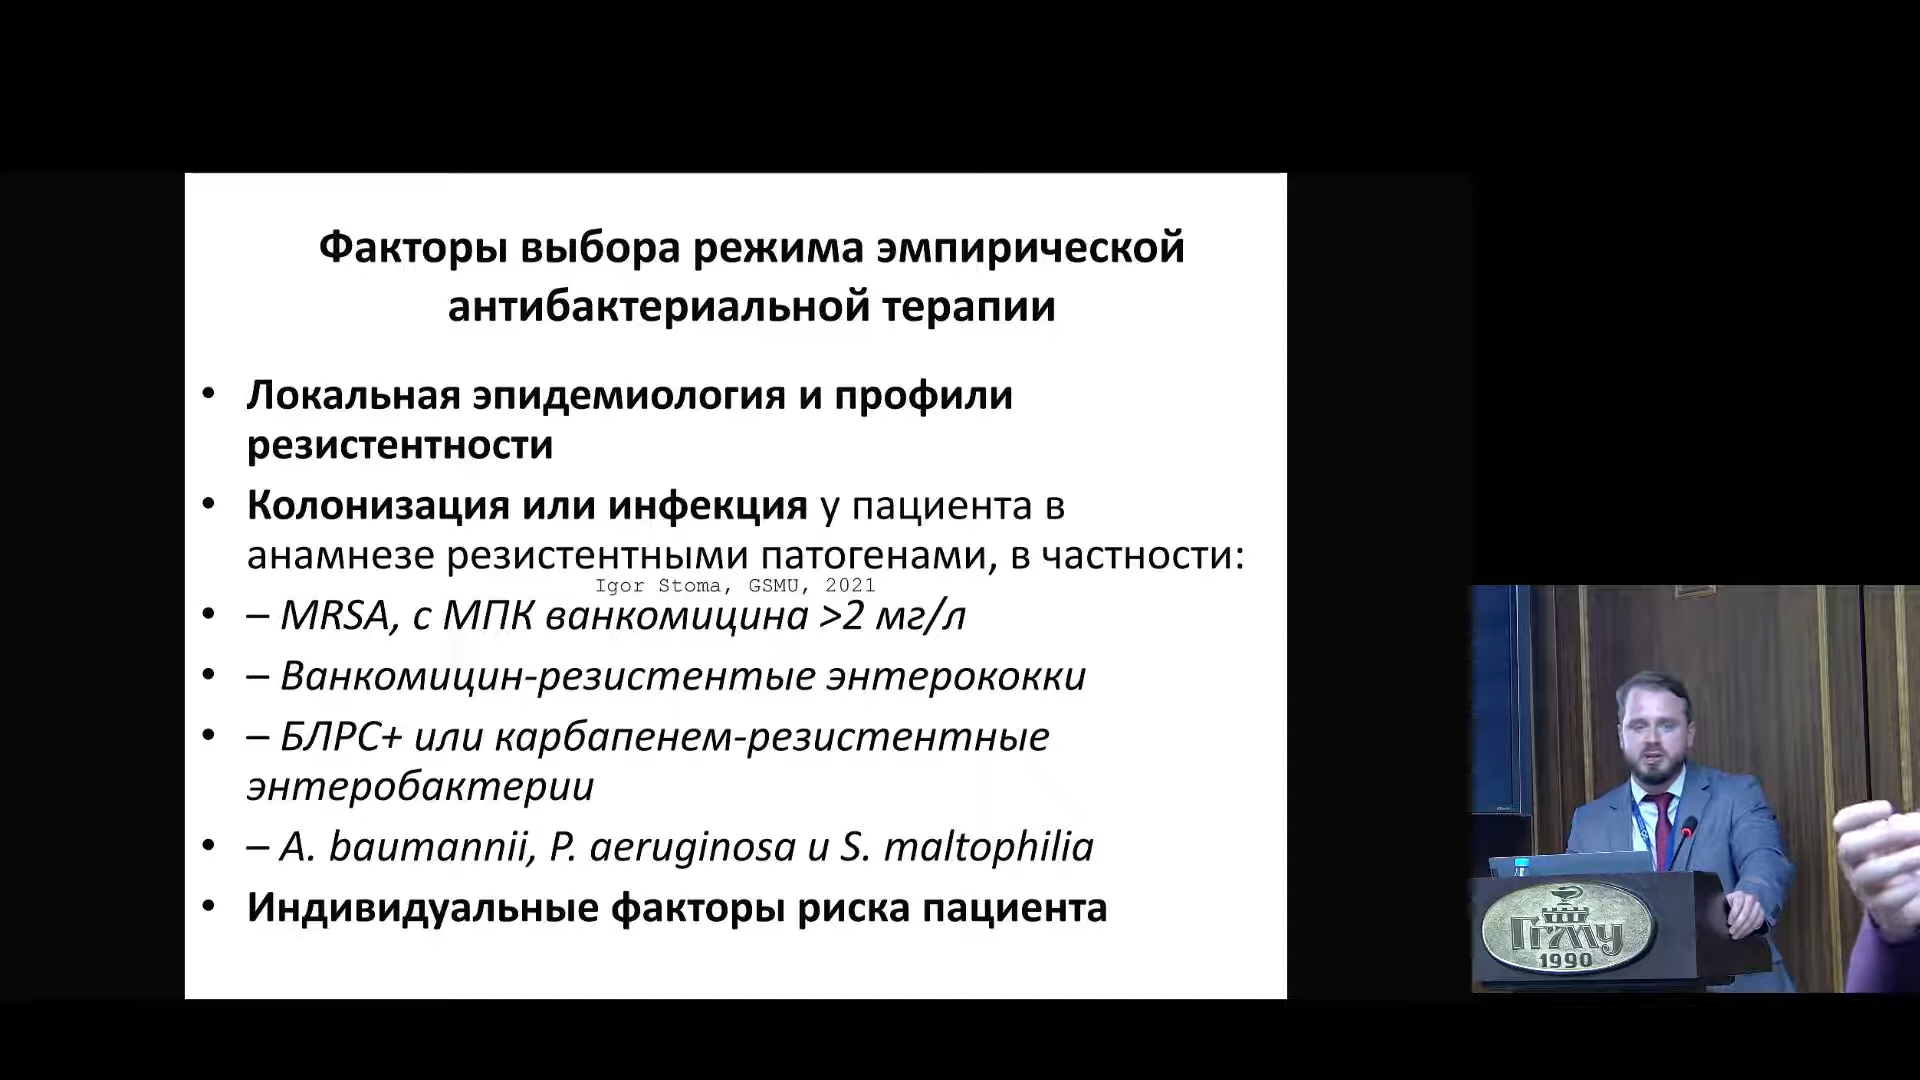 Факторы выбора режима эмпирической
антибактериальной терапии
• Локальная эпидемиология и профили
резистентности
• Колонизация или инфекция у пациента в
анамнезе резистентными патогенами, в частности:
Igor Stoma, GSMU, 2021
• – MRSA, с МПК ванкомицина >2 мг/л
• – Ванкомицин-резистентые энтерококки
• – БЛРС+ или карбапенем-резистентные
энтеробактерии
• – A. baumannii, P. aeruginosa и S. maltophilia
• Индивидуальные факторы риска пациента
ГгМУ
1990